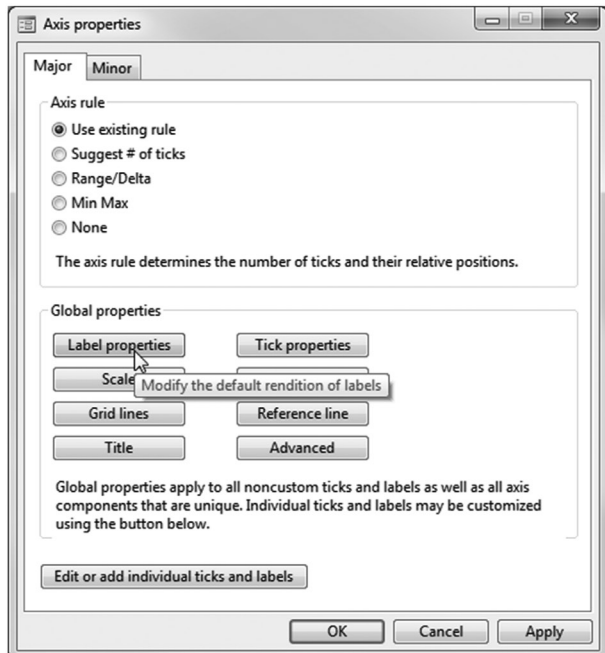 Axis properties
Major
Minor
Axis rule
Use existing rule
Suggest # of ticks
Range/Delta
Min Max
None
The axis rule determines the number of ticks and their relative positions.
Global properties
Label properties
Tick properties
Scale
Modify the default rendition of labels
Grid lines
Reference line
Title
Advanced
Global properties apply to all noncustom ticks and labels as well as all axis
components that are unique. Individual ticks and labels may be customized
using the button below.
Edit or add individual ticks and labels
OK
Cancel
Apply